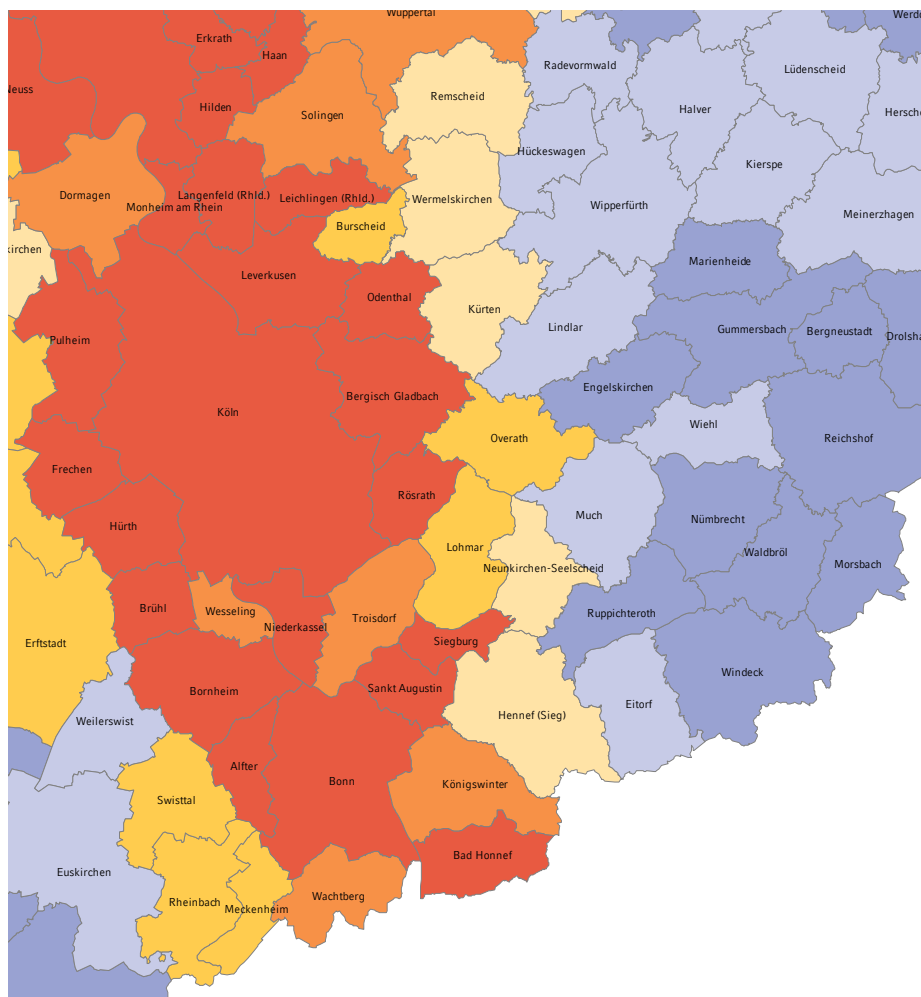 Wuppertal
Erkrath
Haan
Radevormwald
Lüdenscheid
Neuss
Hilden
Solingen
Remscheid
Halver
Hückeswagen
Kierspe
Dormagen
Langenfeld (Rhld.)
Monheim am Rhein
Leichlingen (Rhld.)
Wermelskirchen
Wipperfürth
Meinerzhagen
Burscheid
kirchen
Marienheide
Leverkusen
Odenthal
Kürten
Lindlar
Gummersbach
Bergneustadt
Pulheim
Engelskirchen
Bergisch Gladbach
Köln
Overath
Wiehl
Reichshof
Frechen
Rösrath
Hürth
Much
Nümbrecht
Lohmar
Waldbröl
Neunkirchen-Seelscheid
Morsbach
Brühl
Wesseling
Niederkassel
Troisdorf
Ruppichteroth
Erftstadt
Siegburg
Windeck
Bornheim
Sankt Augustin
Weilerswist
Hennef (Sieg)
Eitorf
Alfter
Bonn
Königswinter
Swisttal
Bad Honnef
Euskirchen
Rheinbach
Meckenheim
Wachtberg